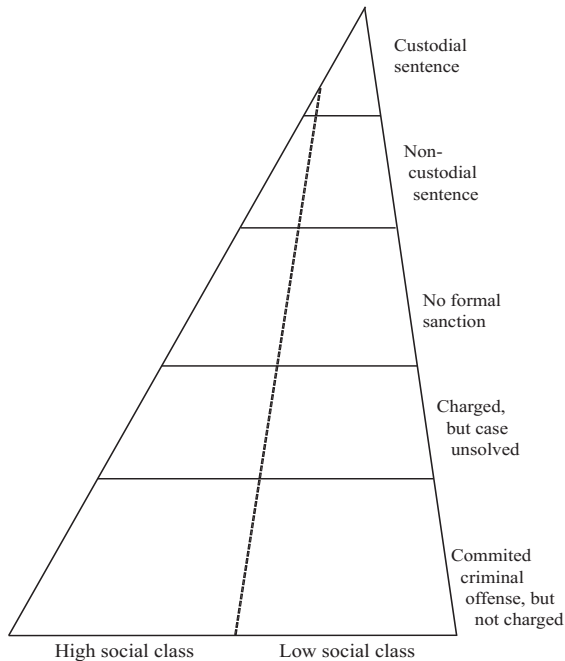 Custodial
sentence
Non-
custodial
sentence
No formal
sanction
Charged,
but case
unsolved
Commited
criminal
offense, but
not charged
High social class
Low social class